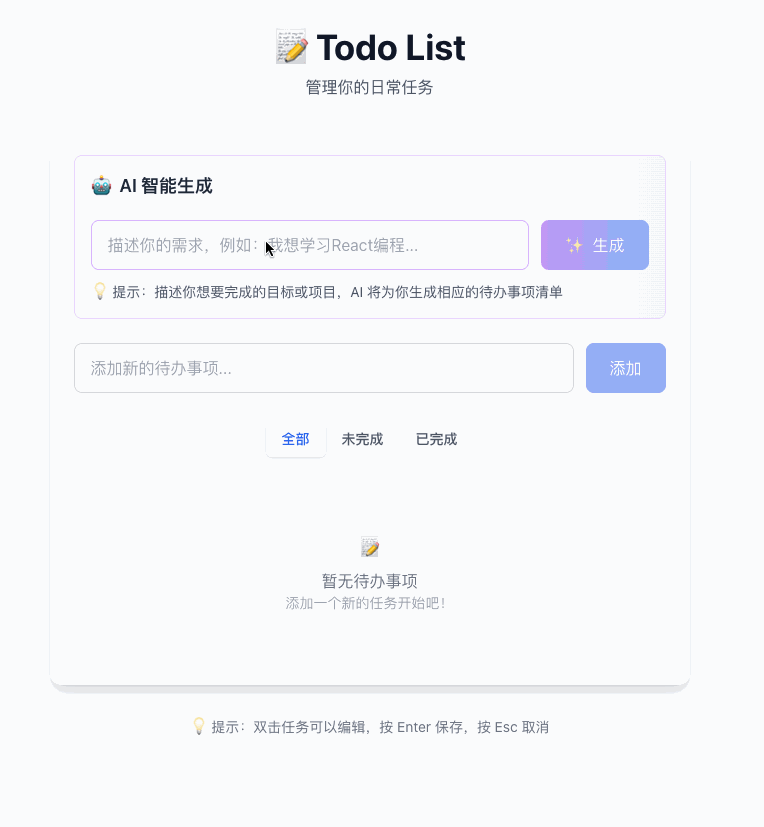 Todo List
管理你的日常任务
AI 智能生成
描述你的需求，例如：我想学习React编程...
生成
提示：描述你想要完成的目标或项目，AI 将为你生成相应的待办事项清单
添加新的待办事项...
添加
全部 未完成 已完成
暂无待办事项
添加一个新的任务开始吧！
提示：双击任务可以编辑，按 Enter 保存，按 Esc 取消